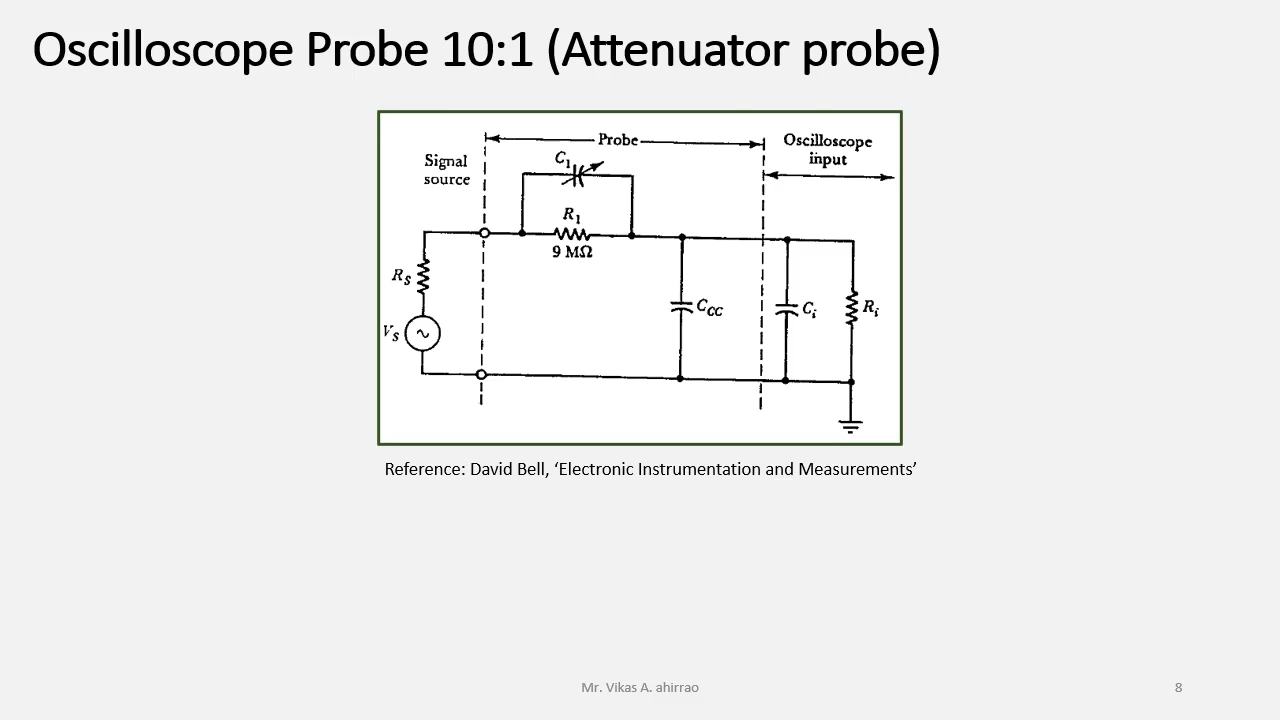 Oscilloscope Probe 10:1 (Attenuator probe)
Probe
Oscilloscope
input
Signal
source
C1
R1
9 MΩ
RS
VS
CCC
Ci
Ri
Reference: David Bell, ‘Electronic Instrumentation and Measurements’
Mr. Vikas A. ahirrao
8